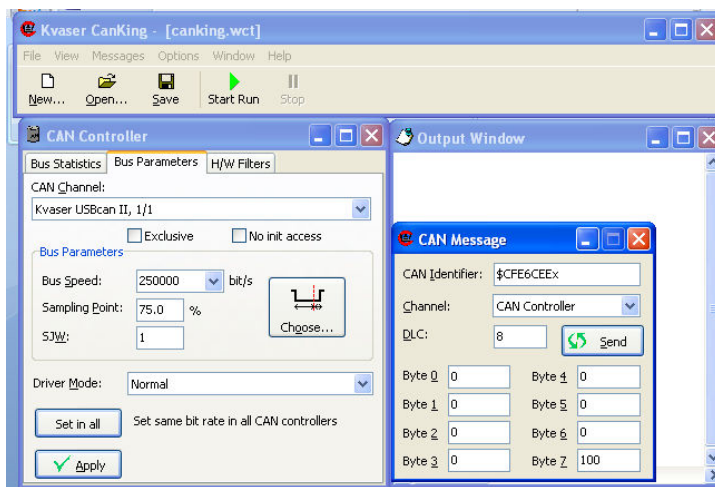 Kvaser CanKing - [canking.wct]
File View Messages Options Window Help
New... Open... Save Start Run Stop
CAN Controller
Bus Statistics Bus Parameters H/W Filters
CAN Channel:
Kvaser USBcan II, 1/1
Exclusive No init access
Bus Parameters
Bus Speed: 250000 bit/s
Sampling Point: 75.0 %
SJW: 1
Choose...
Driver Mode: Normal
Set in all Set same bit rate in all CAN controllers
Apply
Output Window
CAN Message
CAN Identifier: $CFE6CEEx
Channel: CAN Controller
DLC: 8 Send
Byte 0 0 Byte 4 0
Byte 1 0 Byte 5 0
Byte 2 0 Byte 6 0
Byte 3 0 Byte 7 100